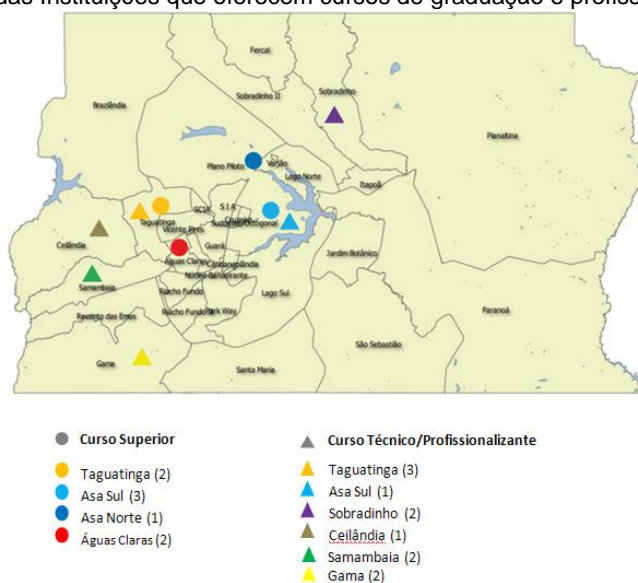 das Instituições que oferecem cursos de graduação e profiss
Fercal
Sobradinho II
Sobradinho
Brazlândia
Planaltina
Plano Piloto
Varjão
Lago Norte
Itapoã
SCIA
S I A
Taguatinga
Vicente Pires
Cruzeiro
Sudoeste/Octogonal
Ceilândia
Guará
Jardim Botânico
Águas Claras
Candangolândia
Núcleo Bandeirante
Samambaia
Riacho Fundo
Lago Sul
Paranoá
Recanto das Emas
Riacho Fundo II
Park Way
São Sebastião
Gama
Santa Maria
Curso Superior
Taguatinga (2)
Asa Sul (3)
Asa Norte (1)
Águas Claras (2)
Curso Técnico/Profissionalizante
Taguatinga (3)
Asa Sul (1)
Sobradinho (2)
Ceilândia (1)
Samambaia (2)
Gama (2)